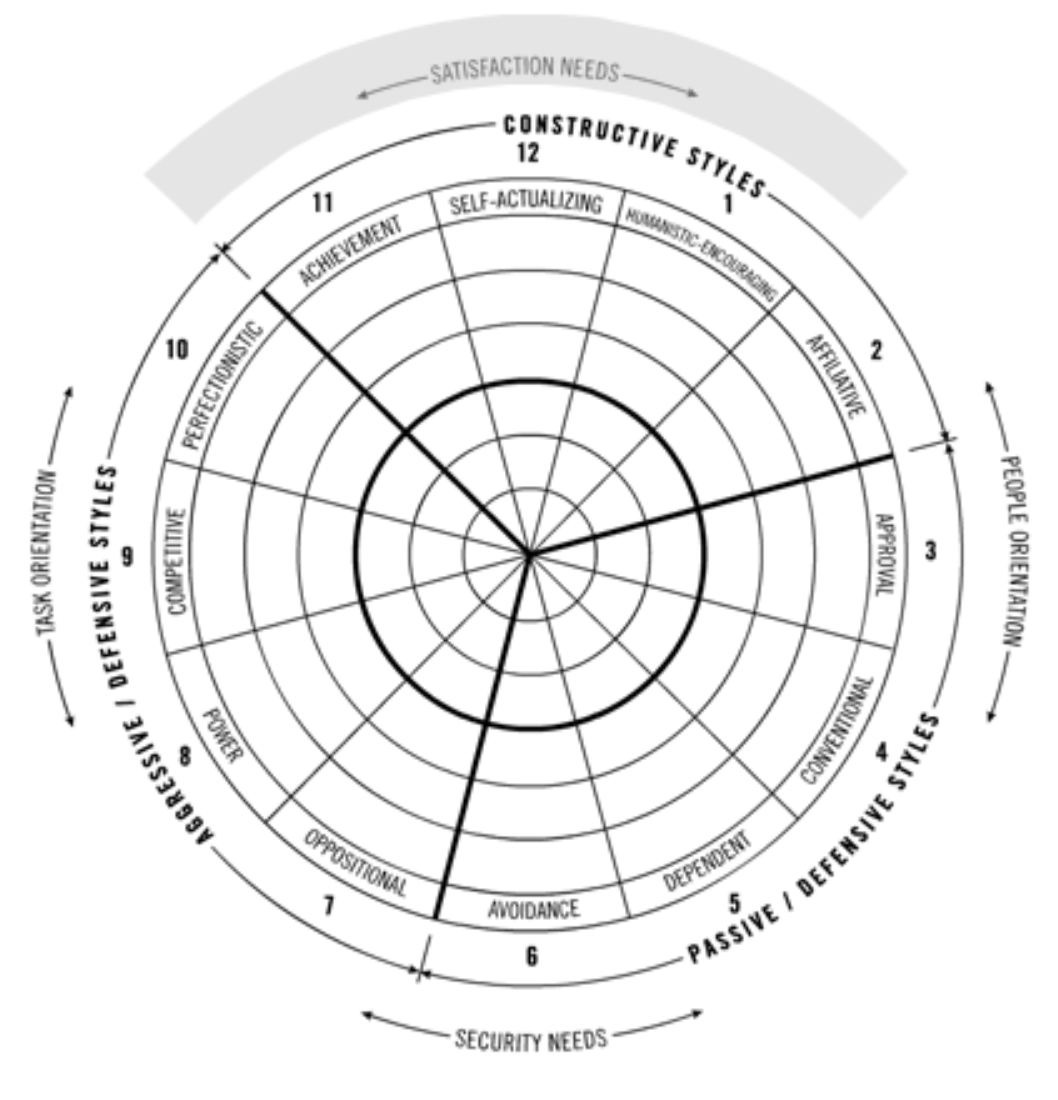 SATISFACTION NEEDS
CONSTRUCTIVE STYLES
12
11
1
SELF-ACTUALIZING
HUMANISTIC-ENCOURAGING
ACHIEVEMENT
10
2
PERFECTIONISTIC
AFFILIATIVE
TASK ORIENTATION
AGGRESSIVE / DEFENSIVE STYLES
9
COMPETITIVE
APPROVAL
3
PEOPLE ORIENTATION
8
POWER
CONVENTIONAL
4
PASSIVE / DEFENSIVE STYLES
OPPOSITIONAL
7
AVOIDANCE
6
DEPENDENT
5
SECURITY NEEDS